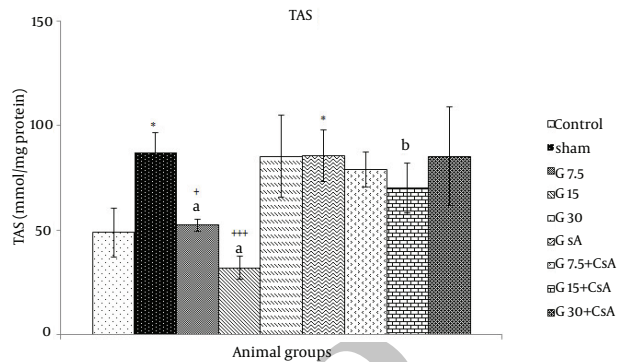 TAS
150
100
50
0
TAS (mmol/mg protein)
*
+
a
+++
a
*
b
Animal groups
Control
sham
G 7.5
G 15
G 30
G sA
G 7.5+CsA
G 15+CsA
G 30+CsA